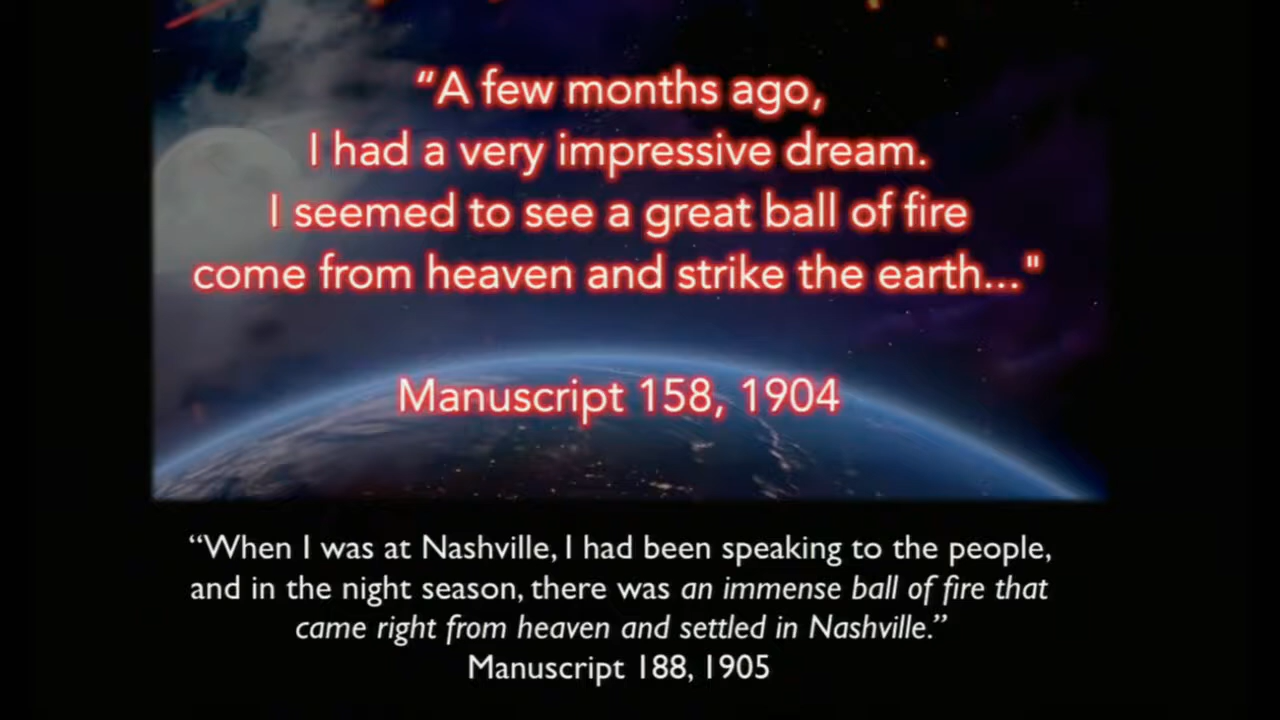 “A few months ago,
I had a very impressive dream.
I seemed to see a great ball of fire
come from heaven and strike the earth..."
Manuscript 158, 1904
“When I was at Nashville, I had been speaking to the people,
and in the night season, there was an immense ball of fire that
came right from heaven and settled in Nashville.”
Manuscript 188, 1905